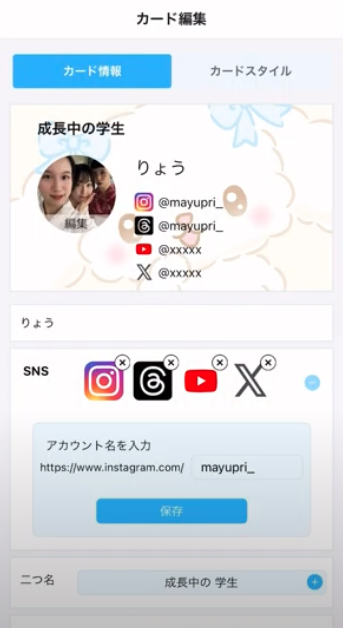 カード編集
カード情報
カードスタイル
成長中の学生
りょう
@mayupri_
@mayupri_
@xxxxx
@xxxxx
編集
りょう
SNS
アカウント名を入力
https://www.instagram.com/
mayupri_
保存
二つ名
成長中の 学生